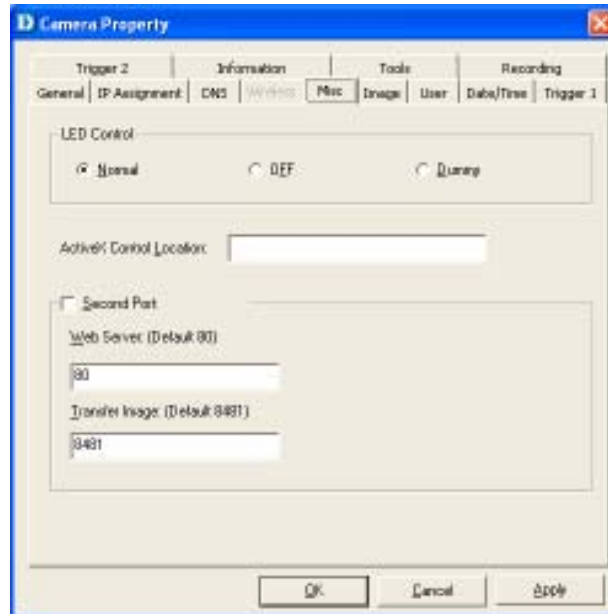 D Camera Property
Trigger 2 Information Tools Recording
General IP Assignment DNS Wireless Misc Image User Date/Time Trigger 1
LED Control
Normal OFF Dummy
ActiveX Control Location:
Second Port
Web Server: (Default 80)
80
Transfer Image: (Default 8481)
8481
OK Cancel Apply